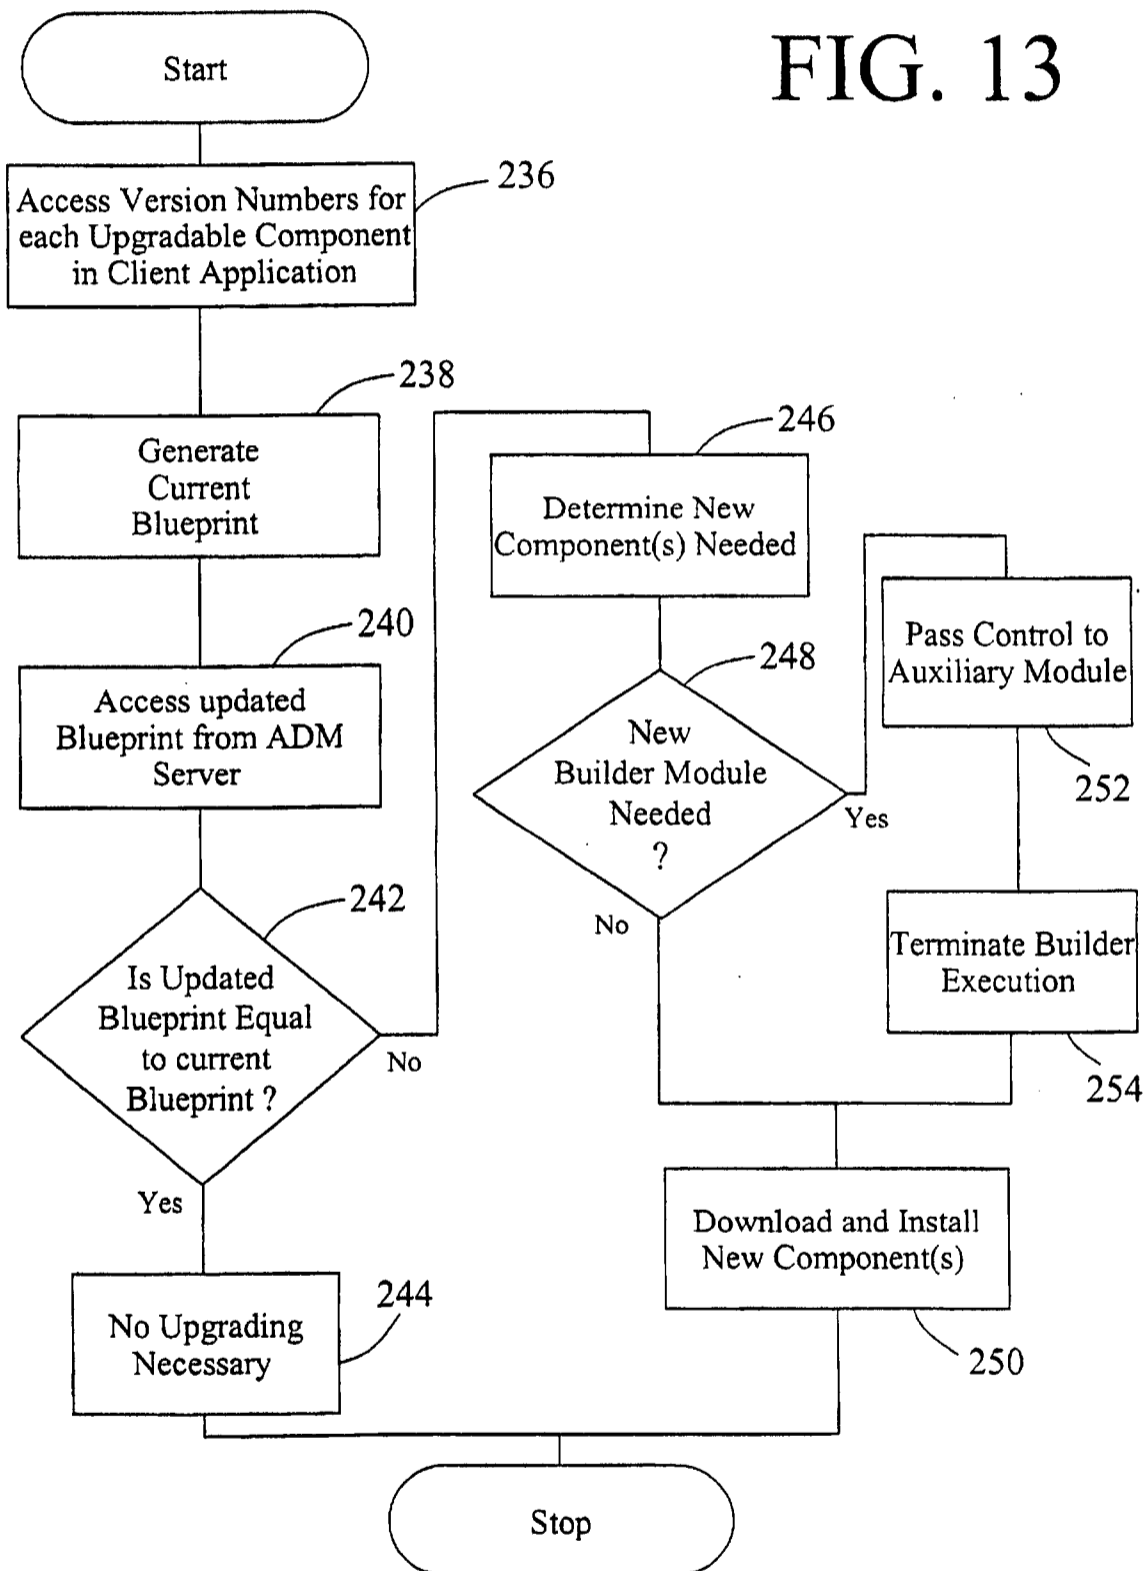 FIG. 13
Start
236
Access Version Numbers for
each Upgradable Component
in Client Application
238
Generate
Current
Blueprint
240
Access updated
Blueprint from ADM
Server
242
Is Updated
Blueprint Equal
to current
Blueprint ?
No
Yes
244
No Upgrading
Necessary
246
Determine New
Component(s) Needed
248
New
Builder Module
Needed
?
Yes
No
Pass Control to
Auxiliary Module
252
Terminate Builder
Execution
254
Download and Install
New Component(s)
250
Stop